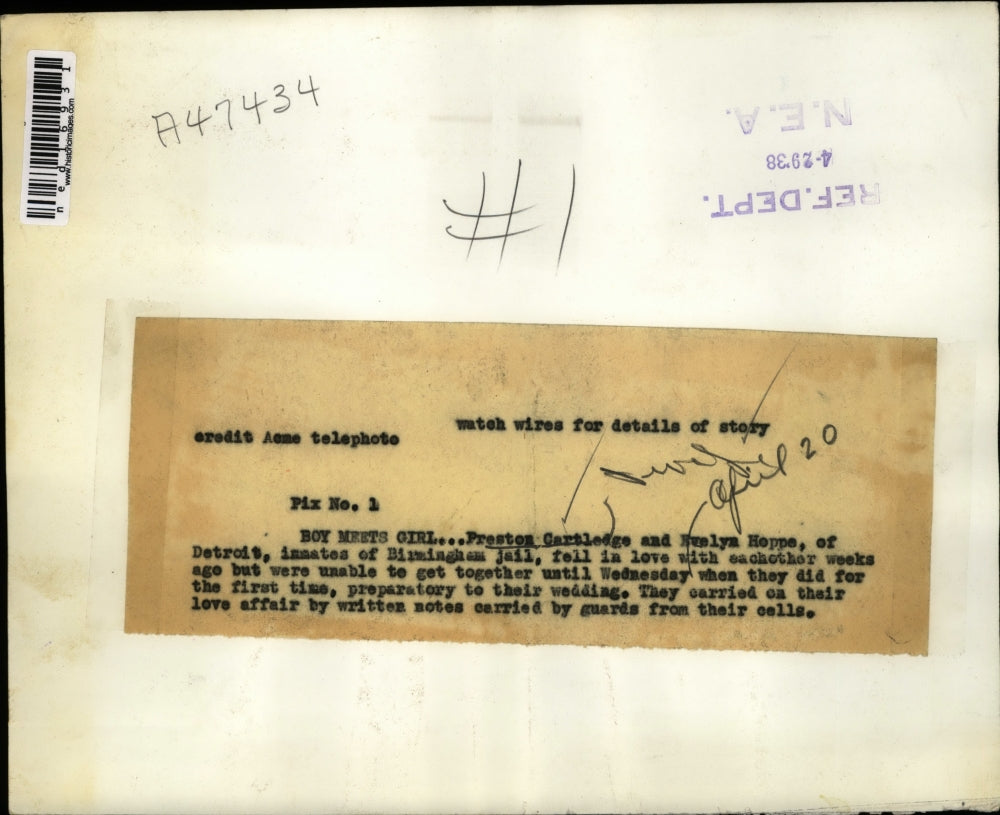 ned16931
www.historicimages.com
A47434
#1
REF.DEPT.
4-29 38
N.E.A.
credit Acme telephoto
watch wires for details of story
April 20
Pix No. 1
BOY MEETS GIRL...Preston Cartledge and Evelyn Hoppe, of
Detroit, inmates of Birmingham jail, fell in love with eachother weeks
ago but were unable to get together until Wednesday when they did for
the first time, preparatory to their wedding. They carried on their
love affair by written notes carried by guards from their cells.